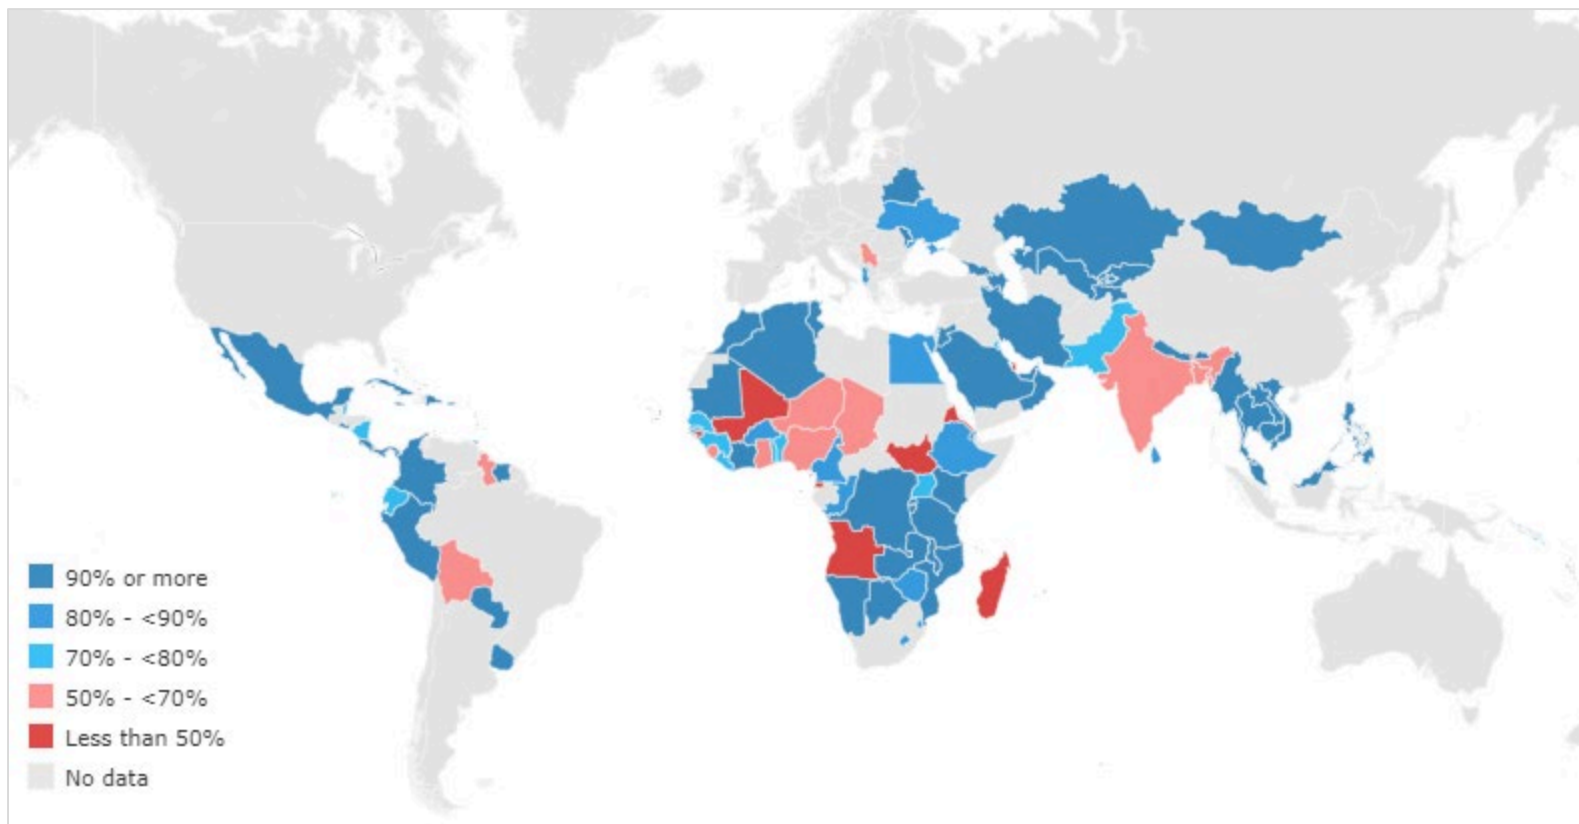 90% or more
80% - <90%
70% - <80%
50% - <70%
Less than 50%
No data